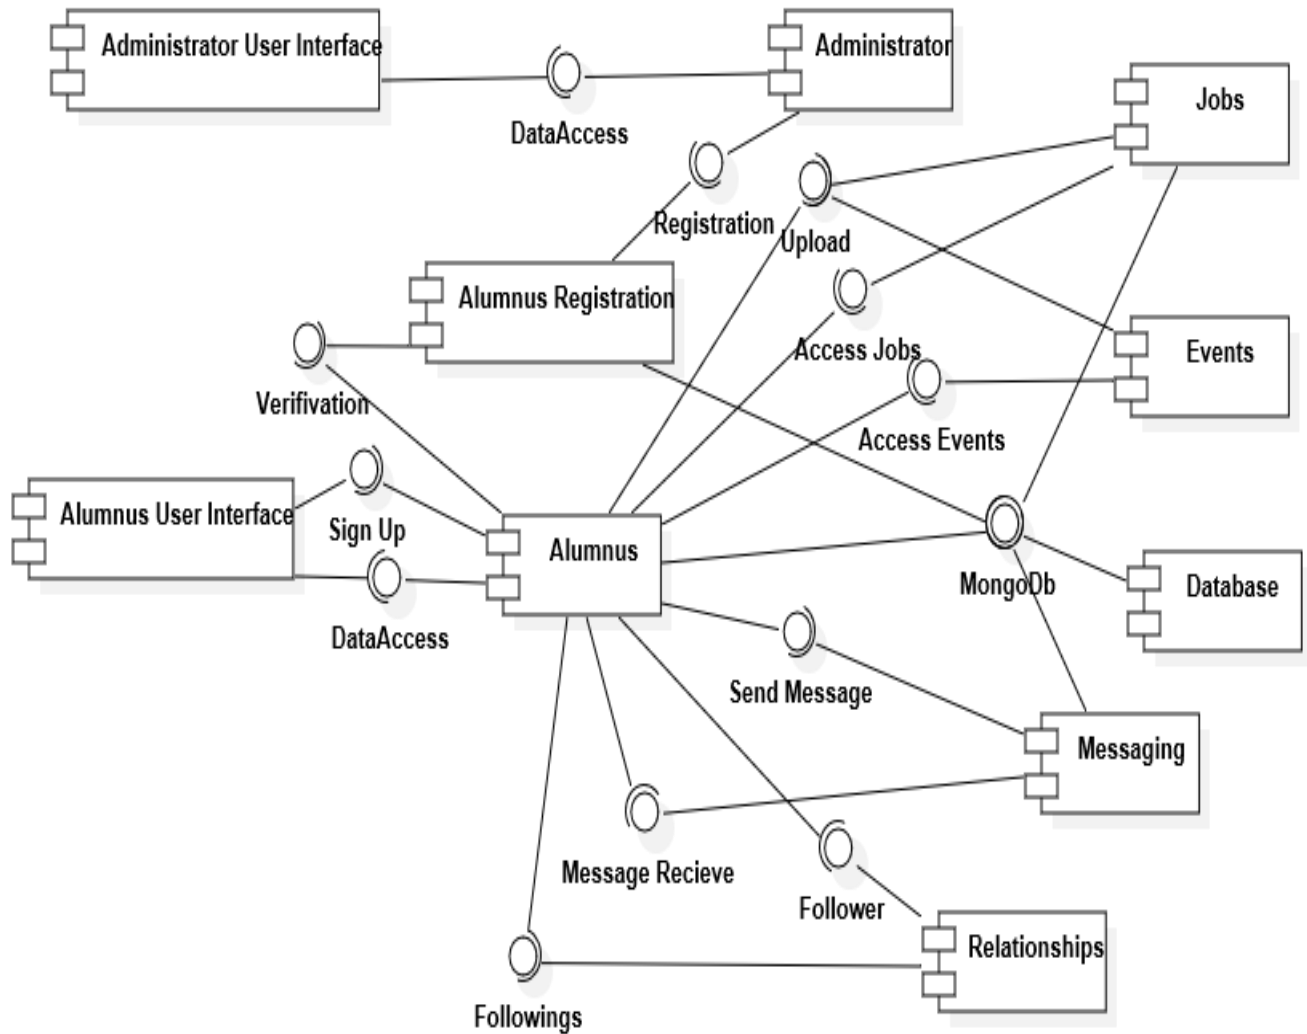 Administrator User Interface
Administrator
Jobs
DataAccess
Registration
Upload
Alumnus Registration
Access Jobs
Events
Verifivation
Access Events
Alumnus User Interface
Sign Up
Alumnus
MongoDb
Database
DataAccess
Send Message
Messaging
Message Recieve
Follower
Relationships
Followings